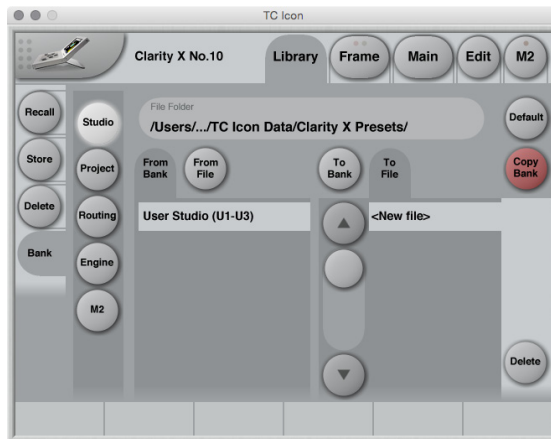 TC Icon
Clarity X No.10
Library
Frame
Main
Edit
M2
Recall
Store
Delete
Bank
Studio
Project
Routing
Engine
M2
File Folder
/Users/.../TC Icon Data/Clarity X Presets/
Default
From
Bank
From
File
To
Bank
To
File
Copy
Bank
User Studio (U1-U3)
<New file>
Delete